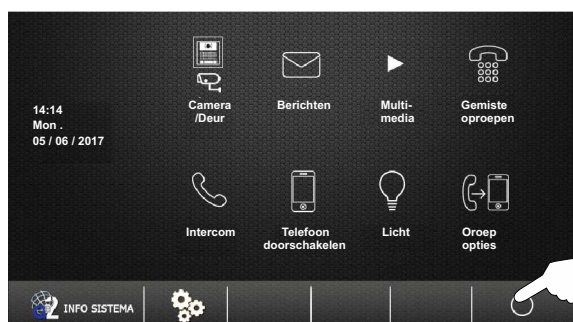 14:14
Mon .
05 / 06 / 2017
Camera
/Deur
Berichten
Multi-
media
Gemiste
oproepen
Intercom
Telefoon
doorschakelen
Licht
Oroep
opties
INFO SISTEMA